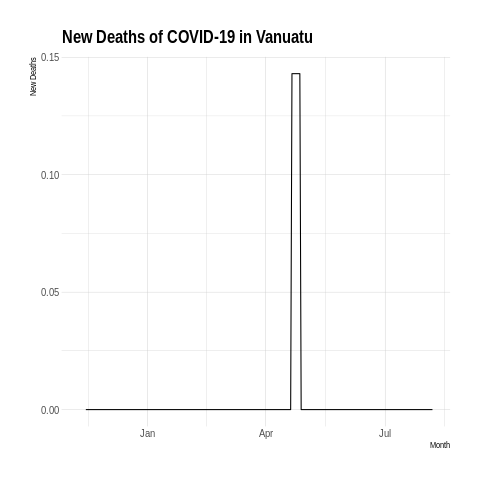 New Deaths of COVID-19 in Vanuatu
New Deaths
0.15
0.10
0.05
0.00
Jan Apr Jul
Month